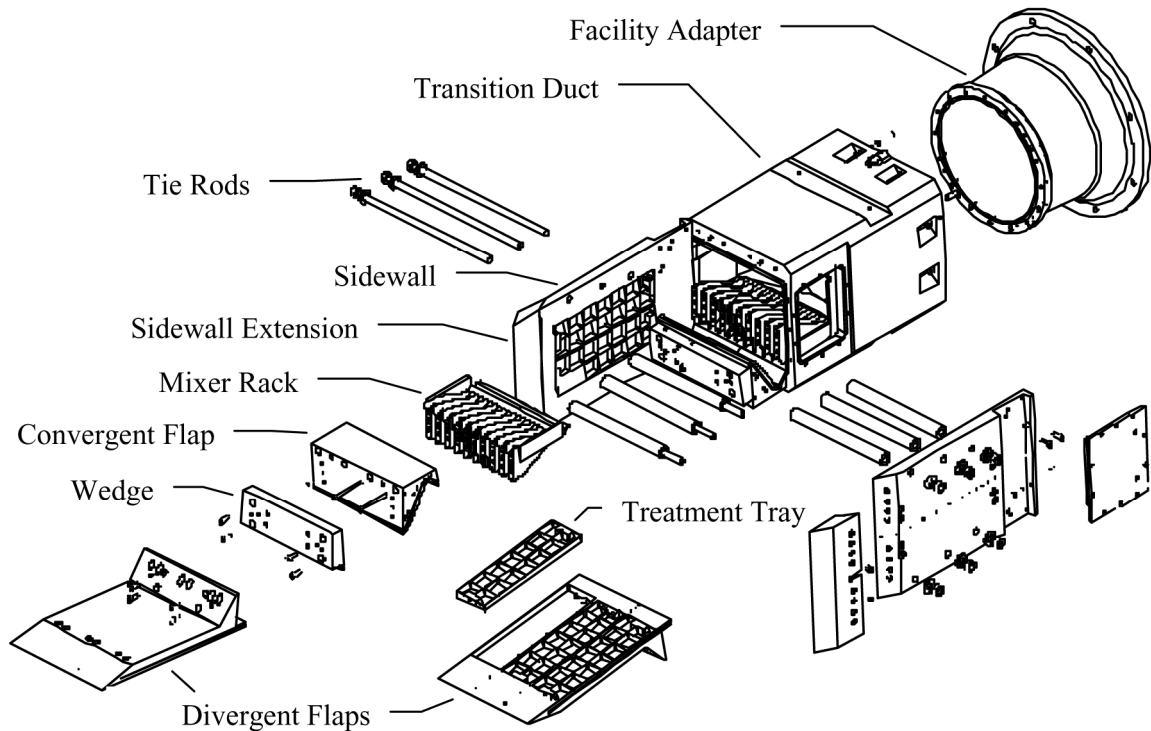 Facility Adapter
Transition Duct
Tie Rods
Sidewall
Sidewall Extension
Mixer Rack
Convergent Flap
Wedge
Treatment Tray
Divergent Flaps